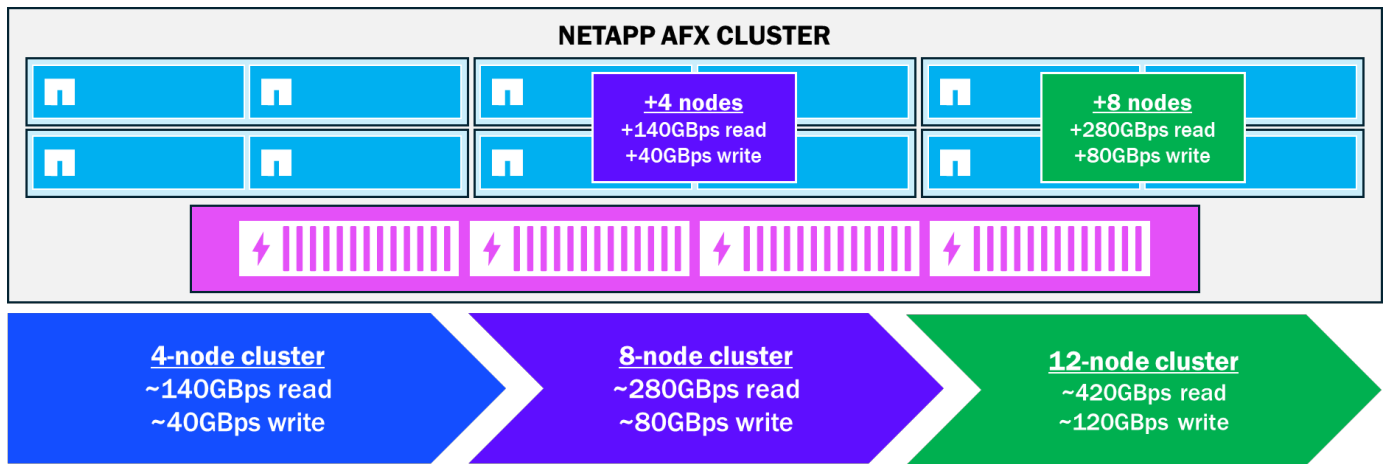 NETAPP AFX CLUSTER
+4 nodes
+140GBps read
+40GBps write
+8 nodes
+280GBps read
+80GBps write
4-node cluster
~140GBps read
~40GBps write
8-node cluster
~280GBps read
~80GBps write
12-node cluster
~420GBps read
~120GBps write